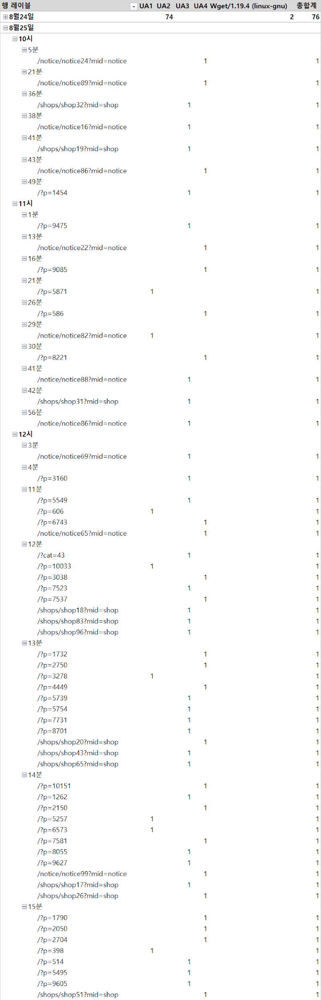 행 레이블 UA1 UA2 UA3 UA4 Wget/1.19.4 (linux-gnu) 총합계
8월24일 74 2 76
8월25일
10시
5분
/notice/notice24?mid=notice 1 1
21분
/notice/notice89?mid=notice 1 1
36분
/shops/shop32?mid=shop 1 1
38분
/notice/notice16?mid=notice 1 1
41분
/shops/shop19?mid=shop 1 1
43분
/notice/notice86?mid=notice 1 1
49분
/?p=1454 1 1
11시
1분
/?p=9475 1 1
13분
/notice/notice22?mid=notice 1 1
16분
/?p=9085 1 1
21분
/?p=5871 1 1
26분
/?p=586 1 1
29분
/notice/notice82?mid=notice 1 1
30분
/?p=8221 1 1
41분
/notice/notice88?mid=notice 1 1
42분
/shops/shop31?mid=shop 1 1
56분
/notice/notice86?mid=notice 1 1
12시
3분
/notice/notice69?mid=notice 1 1
4분
/?p=3160 1 1
11분
/?p=5549 1 1
/?p=606 1 1
/?p=6743 1 1
/notice/notice65?mid=notice 1 1
12분
/?cat=43 1 1
/?p=10033 1 1
/?p=3038 1 1
/?p=7523 1 1
/?p=7537 1 1
/shops/shop18?mid=shop 1 1
/shops/shop83?mid=shop 1 1
/shops/shop96?mid=shop 1 1
13분
/?p=1732 1 1
/?p=2750 1 1
/?p=3278 1 1
/?p=4449 1 1
/?p=5739 1 1
/?p=5754 1 1
/?p=7731 1 1
/?p=8701 1 1
/shops/shop20?mid=shop 1 1
/shops/shop43?mid=shop 1 1
/shops/shop65?mid=shop 1 1
14분
/?p=10151 1 1
/?p=1262 1 1
/?p=2150 1 1
/?p=5257 1 1
/?p=6573 1 1
/?p=7581 1 1
/?p=8055 1 1
/?p=9627 1 1
/notice/notice99?mid=notice 1 1
/shops/shop17?mid=shop 1 1
/shops/shop26?mid=shop 1 1
15분
/?p=1790 1 1
/?p=2050 1 1
/?p=2704 1 1
/?p=398 1 1
/?p=514 1 1
/?p=5495 1 1
/?p=9605 1 1
/shops/shop51?mid=shop 1 1